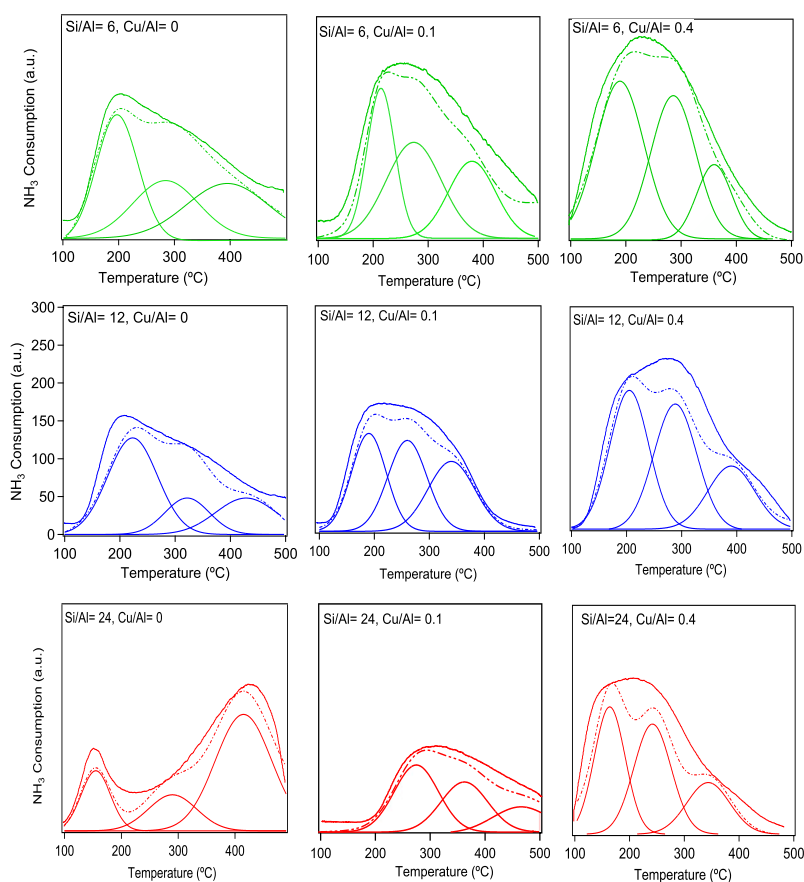 Si/Al= 6, Cu/Al= 0
Si/Al= 6, Cu/Al= 0.1
Si/Al= 6, Cu/Al= 0.4
NH3 Consumption (a.u.)
100 200 300 400
100 200 300 400 500
100 200 300 400 500
Temperature (ºC)
Temperature (ºC)
Temperature (ºC)
Si/Al= 12, Cu/Al= 0
Si/Al= 12, Cu/Al= 0.1
Si/Al= 12, Cu/Al= 0.4
NH3 Consumption (a.u.)
300
250
200
150
100
50
0
100 200 300 400 500
100 200 300 400 500
100 200 300 400 500
Temperature (ºC)
Temperature (ºC)
Temperature (ºC)
Si/Al= 24, Cu/Al= 0
Si/Al= 24, Cu/Al= 0.1
Si/Al=24, Cu/Al= 0.4
NH3 Consumption (a.u.)
100 200 300 400
100 200 300 400 500
100 200 300 400 500
Temperature (ºC)
Temperature (ºC)
Temperature (ºC)